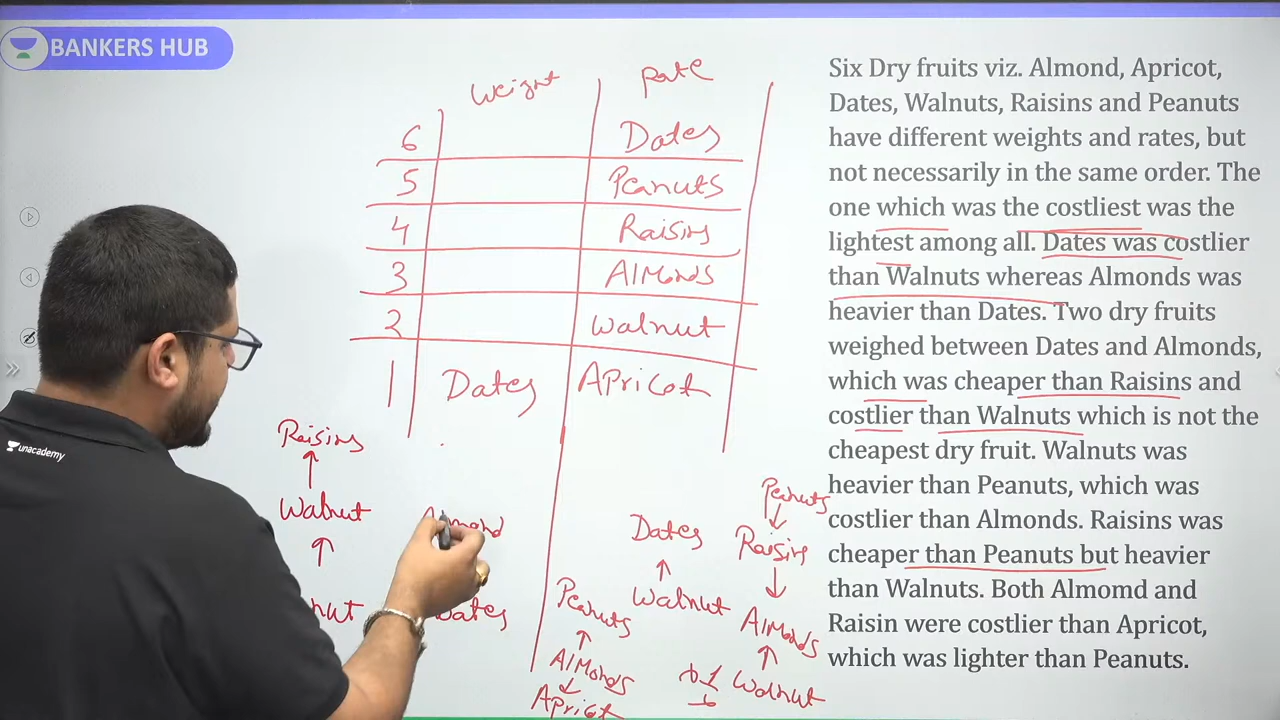 BANKERS HUB
Weight Rate
6 Dates
5 Peanuts
4 Raisins
3 Almonds
2 Walnut
1 Dates Apricot
Six Dry fruits viz. Almond, Apricot,
Dates, Walnuts, Raisins and Peanuts
have different weights and rates, but
not necessarily in the same order. The
one which was the costliest was the
lightest among all. Dates was costlier
than Walnuts whereas Almonds was
heavier than Dates. Two dry fruits
weighed between Dates and Almonds,
which was cheaper than Raisins and
costlier than Walnuts which is not the
cheapest dry fruit. Walnuts was
heavier than Peanuts, which was
costlier than Almonds. Raisins was
cheaper than Peanuts but heavier
than Walnuts. Both Almomd and
Raisin were costlier than Apricot,
which was lighter than Peanuts.
unacademy
Raisins
Walnut
Almond
Dates
Dates
Walnut
Peanuts
Almonds
Apricot
Peanuts
Raisins
Almonds
Walnut